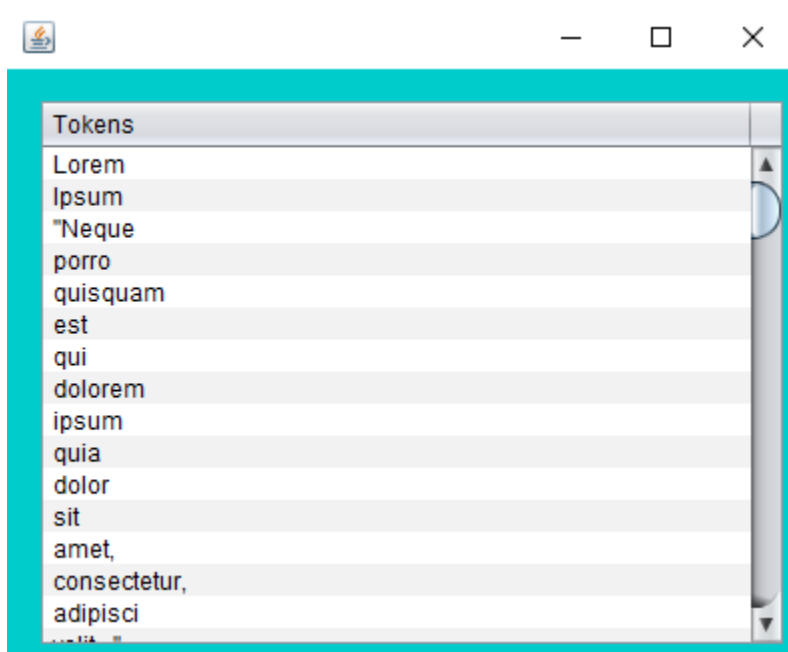 Tokens
Lorem
Ipsum
"Neque
porro
quisquam
est
qui
dolorem
ipsum
quia
dolor
sit
amet,
consectetur,
adipisci